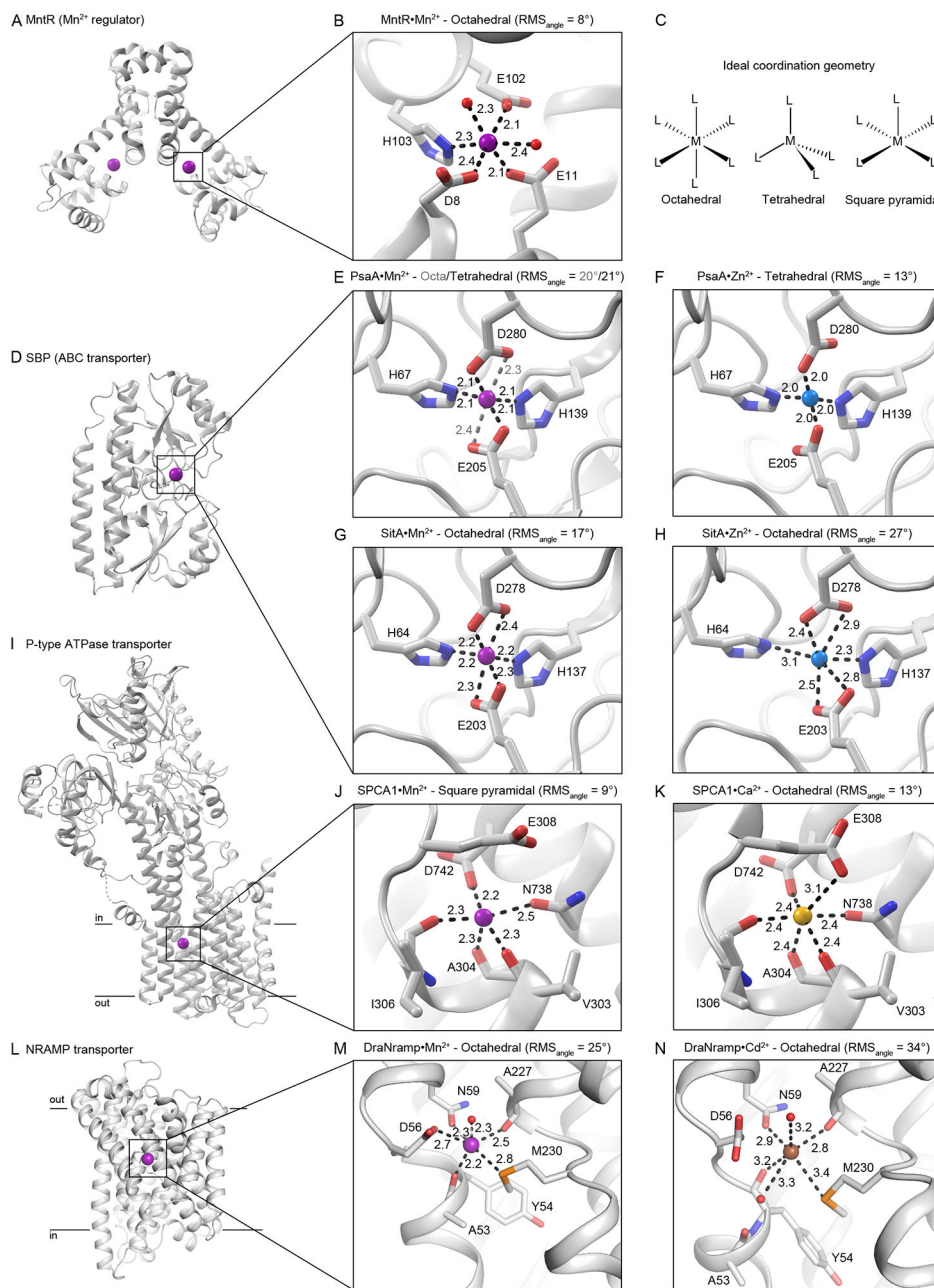 A MntR (Mn²⁺ regulator)
B MntR•Mn²⁺ - Octahedral (RMSangle = 8°)
E102
2.3
2.1
H103
2.3
2.4
2.4
2.1
D8
E11
C
Ideal coordination geometry
L
L L
M
L L
L
Octahedral
L
M
L
L
L
Tetrahedral
L
L L
M
L L
Square pyramida
D SBP (ABC transporter)
E PsaA•Mn²⁺ - Octa/Tetrahedral (RMSangle = 20°/21°)
D280
H67
2.3
2.1
2.1
2.1
2.1
2.4
H139
E205
F PsaA•Zn²⁺ - Tetrahedral (RMSangle = 13°)
D280
H67
2.0
2.0
2.0
2.0
H139
E205
G SitA•Mn²⁺ - Octahedral (RMSangle = 17°)
D278
H64
2.4
2.2
2.2
2.2
2.3
2.3
H137
E203
H SitA•Zn²⁺ - Octahedral (RMSangle = 27°)
D278
H64
2.4
2.9
2.3
3.1
2.5
2.8
H137
E203
I P-type ATPase transporter
in
out
J SPCA1•Mn²⁺ - Square pyramidal (RMSangle = 9°)
E308
D742
N738
2.2
2.3
2.5
2.3
2.3
A304
I306
V303
K SPCA1•Ca²⁺ - Octahedral (RMSangle = 13°)
E308
D742
3.1
N738
2.4
2.4
2.4
2.4
2.4
A304
I306
V303
L NRAMP transporter
out
in
M DraNramp•Mn²⁺ - Octahedral (RMSangle = 25°)
A227
N59
D56
2.3
2.3
2.7
2.5
M230
2.8
2.2
Y54
A53
N DraNramp•Cd²⁺ - Octahedral (RMSangle = 34°)
A227
N59
D56
3.2
2.9
2.8
3.2
M230
3.4
3.3
Y54
A53